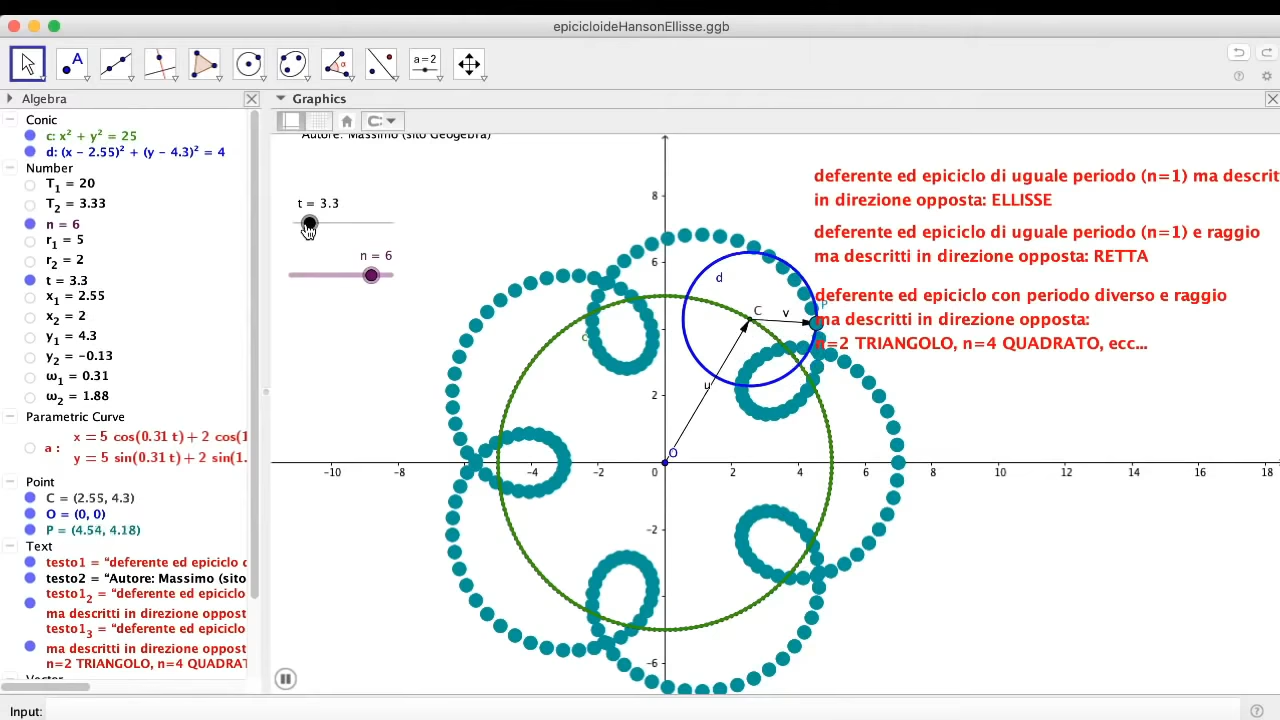 epicicloideHansonEllisse.ggb
A
a=2
Algebra
Graphics
Conic
c: x² + y² = 25
d: (x − 2.55)² + (y − 4.3)² = 4
Number
T₁ = 20
T₂ = 3.33
n = 6
r₁ = 5
r₂ = 2
t = 3.3
x₁ = 2.55
x₂ = 2
y₁ = 4.3
y₂ = −0.13
ω₁ = 0.31
ω₂ = 1.88
Parametric Curve
a :
x = 5 cos(0.31 t) + 2 cos(1
y = 5 sin(0.31 t) + 2 sin(1.
Point
C = (2.55, 4.3)
O = (0, 0)
P = (4.54, 4.18)
Text
testo1 = "deferente ed epiciclo d
testo2 = "Autore: Massimo (sito
testo1₂ = "deferente ed epiciclo
ma descritti in direzione oppost
testo1₃ = "deferente ed epiciclo
ma descritti in direzione oppost
n=2 TRIANGOLO, n=4 QUADRAT
Vector
Autore: Massimo (sito Geogebra)
t = 3.3
n = 6
deferente ed epiciclo di uguale periodo (n=1) ma descrit
in direzione opposta: ELLISSE
deferente ed epiciclo di uguale periodo (n=1) e raggio
ma descritti in direzione opposta: RETTA
deferente ed epiciclo con periodo diverso e raggio
ma descritti in direzione opposta:
n=2 TRIANGOLO, n=4 QUADRATO, ecc...
d
C
v
P
c
u
O
8
6
2
−2
−4
−6
−10
−8
−6
−4
−2
0
2
4
6
8
10
12
14
16
18
Input: